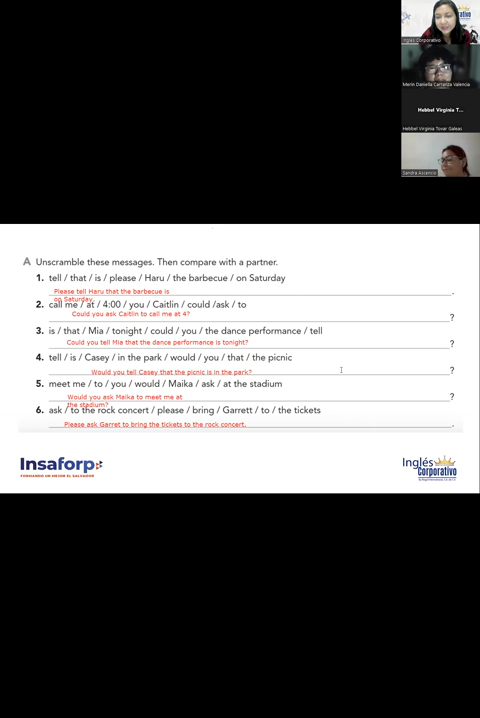 Inglés Corporativo
Merin Daniella Carranza Valencia
Hebbel Virginia T...
Hebbel Virginia Tovar Galeas
Sandra Ascencio
A Unscramble these messages. Then compare with a partner.
1. tell / that / is / please / Haru / the barbecue / on Saturday
Please tell Haru that the barbecue is
on Saturday.
2. call me / at / 4:00 / you / Caitlin / could /ask / to
Could you ask Caitlin to call me at 4?
3. is / that / Mia / tonight / could / you / the dance performance / tell
Could you tell Mia that the dance performance is tonight?
4. tell / is / Casey / in the park / would / you / that / the picnic
Would you tell Casey that the picnic is in the park?
5. meet me / to / you / would / Maika / ask / at the stadium
Would you ask Maika to meet me at
the stadium?
6. ask / to the rock concert / please / bring / Garrett / to / the tickets
Please ask Garret to bring the tickets to the rock concert.
Insaforp
FORMANDO UN MEJOR EL SALVADOR
Inglés
Corporativo